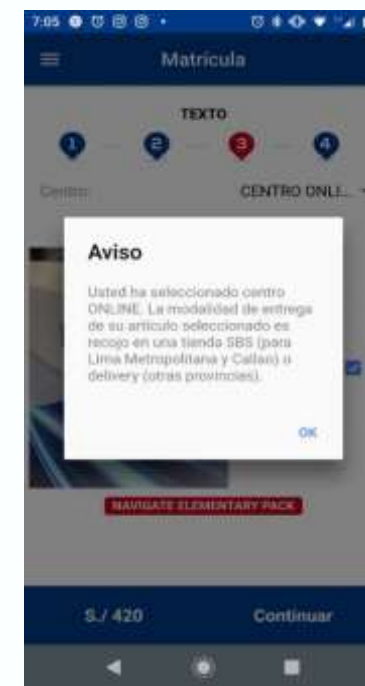 7:05
Matrícula
TEXTO
1 2 3 4
Centro:
CENTRO ONLI...
Aviso
Usted ha seleccionado centro
ONLINE. La modalidad de entrega
de su artículo seleccionado es
recojo en una tienda SBS (para
Lima Metropolitana y Callao) o
delivery (otras provincias).
OK
NAVIGATE ELEMENTARY PACK
S./ 420
Continuar